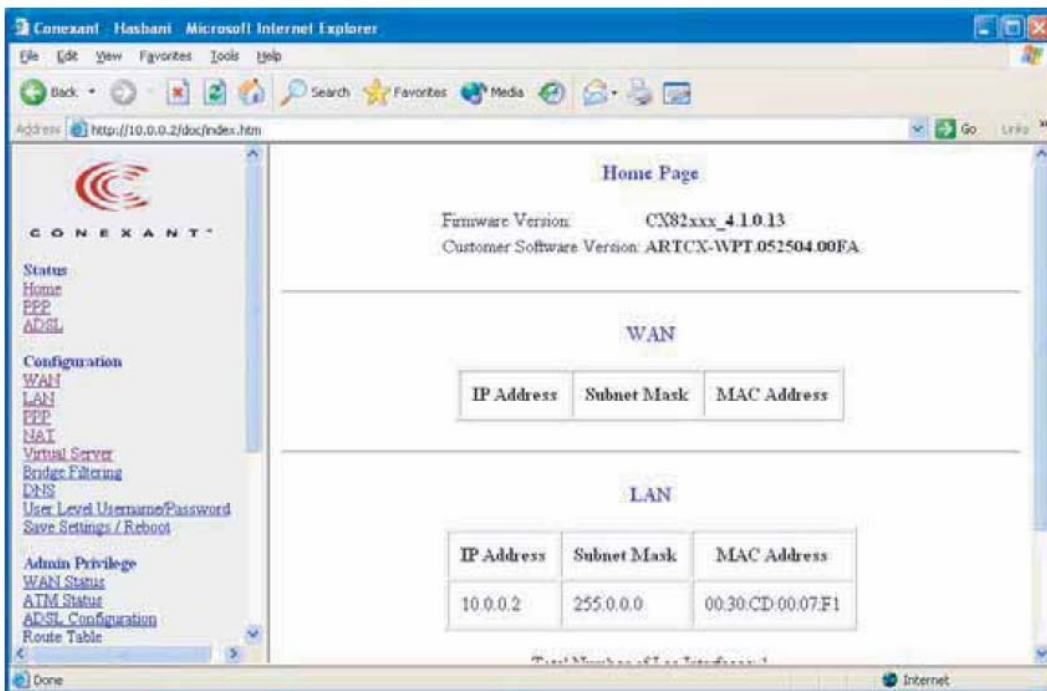 Conexant Hasbani Microsoft Internet Explorer
File Edit View Favorites Tools Help
Back Search Favorites Media
Address http://10.0.0.2/doc/index.htm Go Links »
CONEXANT
Status
Home
PPP
ADSL
Configuration
WAN
LAN
PPP
NAT
Virtual Server
Bridge Filtering
DNS
User Level Username/Password
Save Settings / Reboot
Admin Privilege
WAN Status
ATM Status
ADSL Configuration
Route Table
Home Page
Firmware Version: CX82xxx_4.1.0.13
Customer Software Version: ARTCX-WPT.052504.00FA
WAN
IP Address Subnet Mask MAC Address
LAN
IP Address Subnet Mask MAC Address
10.0.0.2 255.0.0.0 00:30:CD:00:07:F1
Total Number of
Done Internet